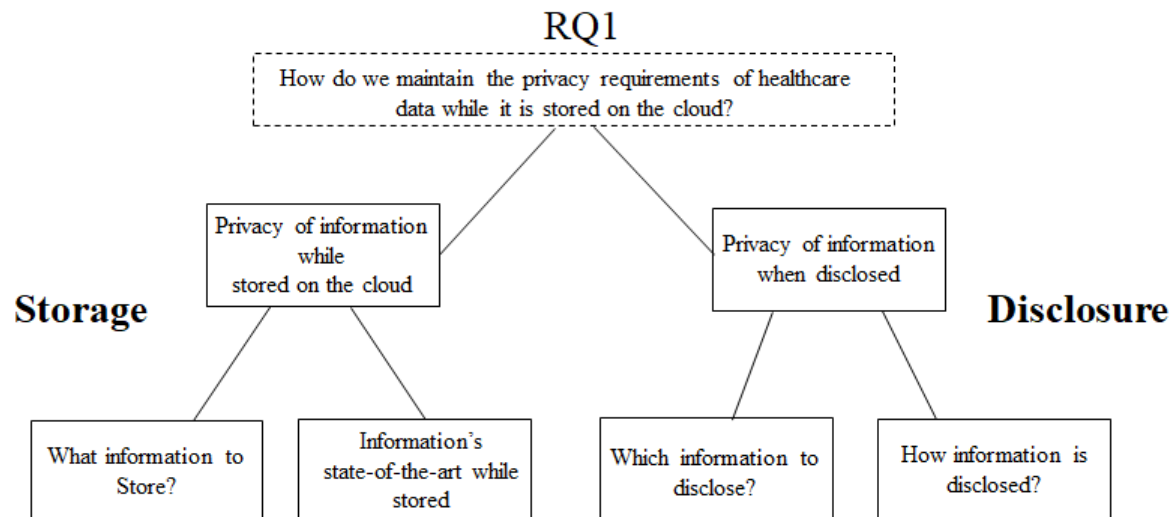 RQ1
How do we maintain the privacy requirements of healthcare
data while it is stored on the cloud?
Privacy of information
while
stored on the cloud
Privacy of information
when disclosed
Storage
Disclosure
What information to
Store?
Information's
state-of-the-art while
stored
Which information to
disclose?
How information is
disclosed?